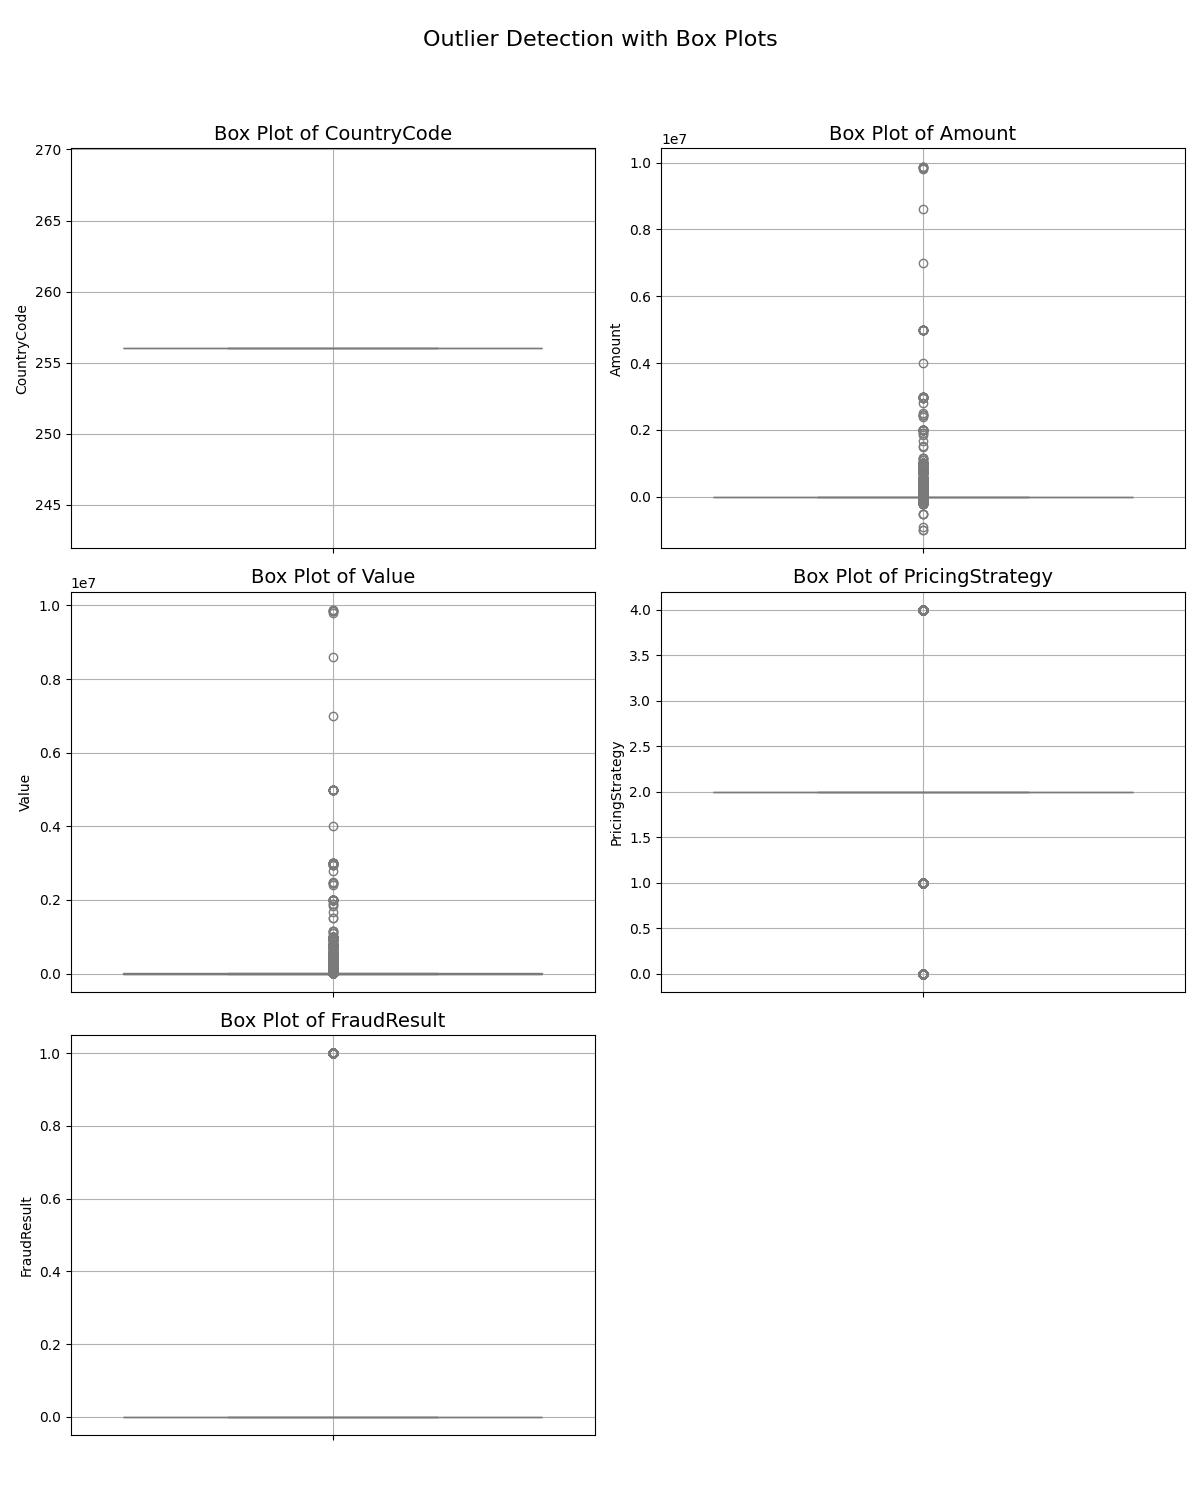 Outlier Detection with Box Plots
Box Plot of CountryCode
270
265
260
255
250
245
CountryCode
Box Plot of Amount
1e7
1.0
0.8
0.6
0.4
0.2
0.0
Amount
Box Plot of Value
1e7
1.0
0.8
0.6
0.4
0.2
0.0
Value
Box Plot of PricingStrategy
4.0
3.5
3.0
2.5
2.0
1.5
1.0
0.5
0.0
PricingStrategy
Box Plot of FraudResult
1.0
0.8
0.6
0.4
0.2
0.0
FraudResult